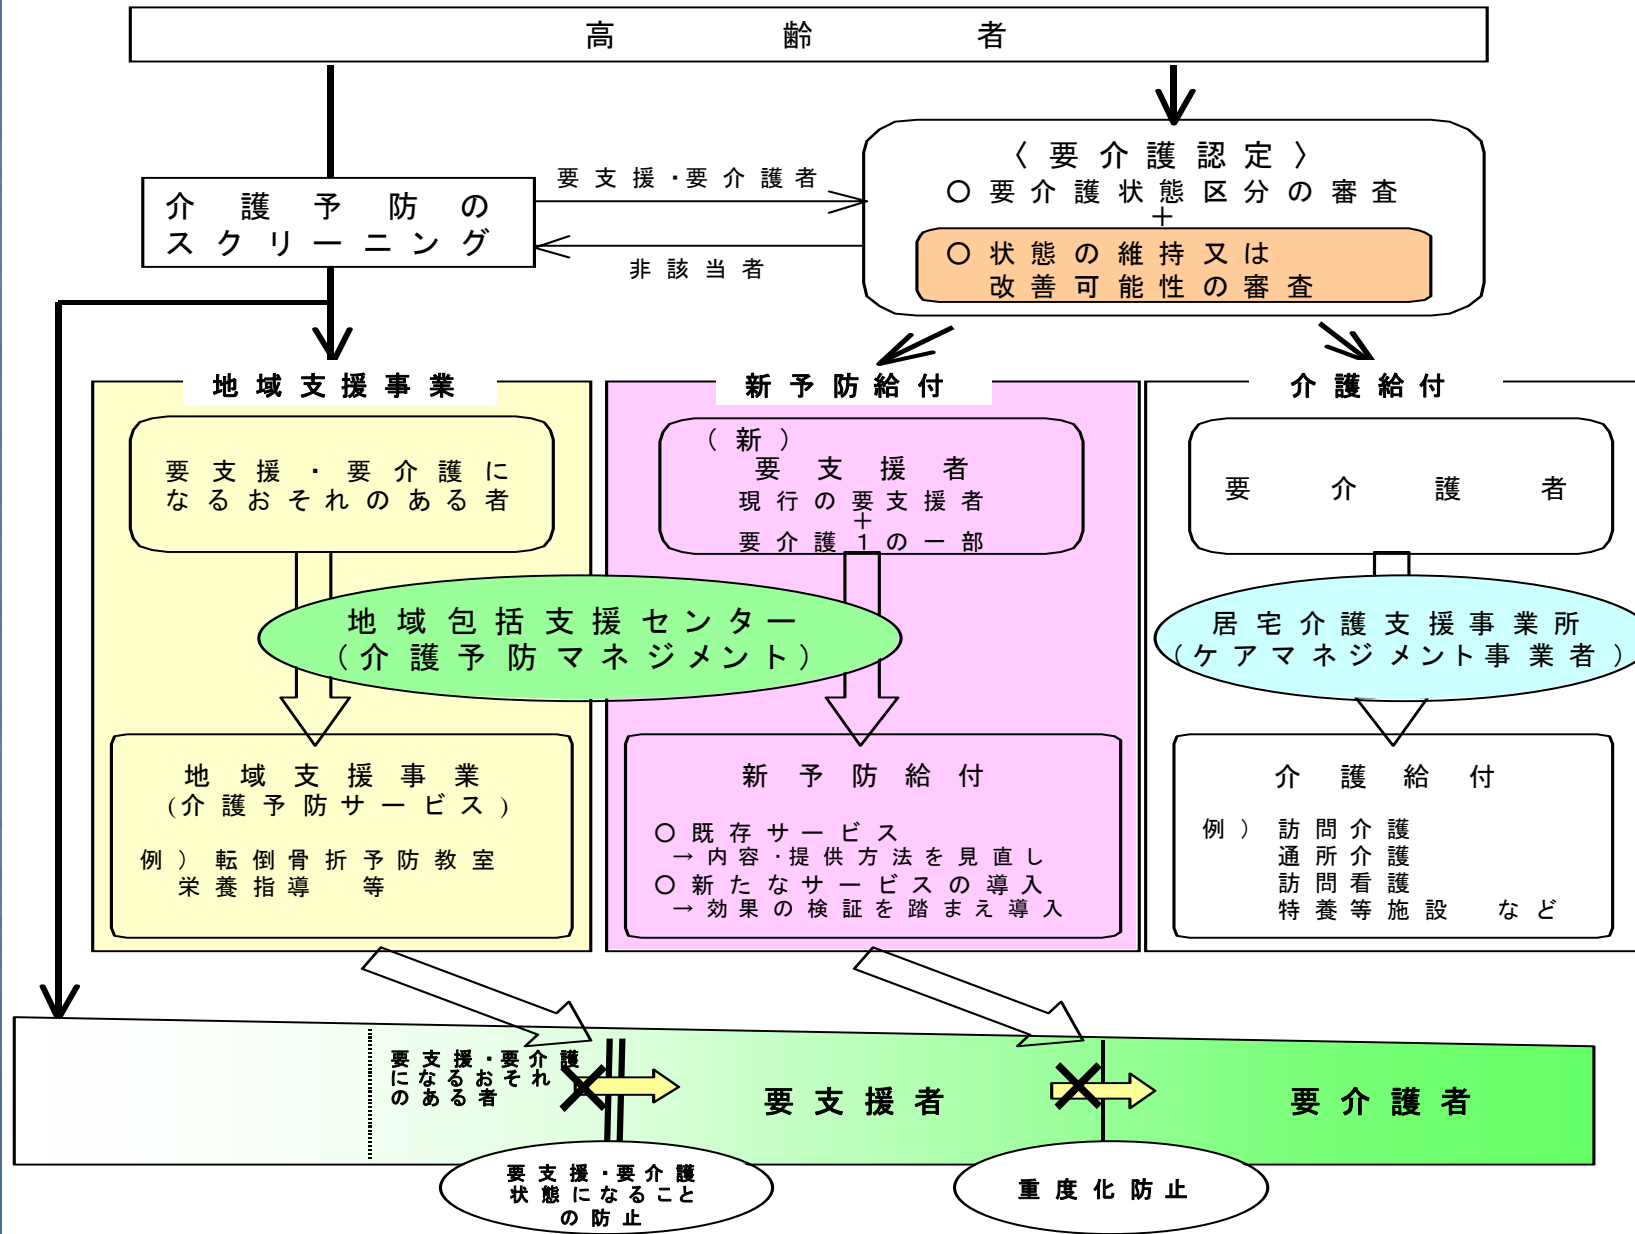 高齢者
要支援・要介護者
介護予防の
スクリーニング
非該当者
〈要介護認定〉
○要介護状態区分の審査
＋
○状態の維持又は
改善可能性の審査
地域支援事業
要支援・要介護に
なるおそれのある者
新予防給付
（新）
要支援者
現行の要支援者
＋
要介護１の一部
介護給付
要介護者
地域包括支援センター
（介護予防マネジメント）
居宅介護支援事業所
（ケアマネジメント事業者）
地域支援事業
(介護予防サービス)
例）転倒骨折予防教室
栄養指導　等
新予防給付
○既存サービス
→内容・提供方法を見直し
○新たなサービスの導入
→効果の検証を踏まえ導入
介護給付
例）訪問介護
通所介護
訪問看護
特養等施設　など
要支援・要介護
になるおそれ
のある者
要支援者
要介護者
要支援・要介護
状態になること
の防止
重度化防止